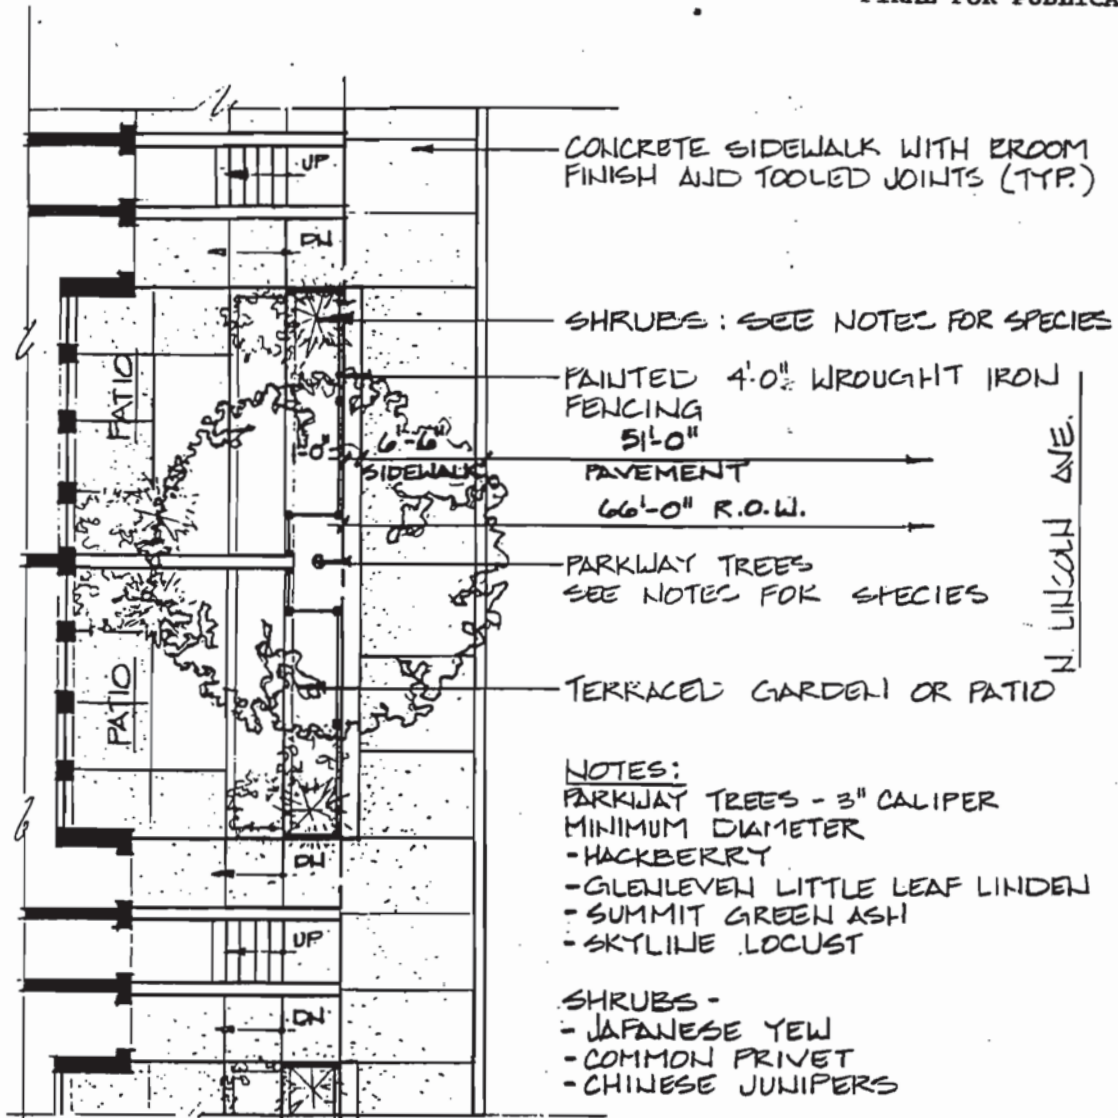 FINAL FOR PUBLICA
CONCRETE SIDEWALK WITH BROOM
FINISH AND TOOLED JOINTS (TYP.)
UP
DN
SHRUBS : SEE NOTES FOR SPECIES
PAINTED 4'-0" WROUGHT IRON
FENCING
PATIO
6'-6"
SIDEWALK
51'-0"
PAVEMENT
66'-0" R.O.W.
N. LINCOLN AVE.
PARKWAY TREES
SEE NOTES FOR SPECIES
PATIO
TERRACED GARDEN OR PATIO
NOTES:
PARKWAY TREES - 3" CALIPER
MINIMUM DIAMETER
- HACKBERRY
- GLENLEVEN LITTLE LEAF LINDEN
- SUMMIT GREEN ASH
- SKYLINE LOCUST
DN
UP
DN
SHRUBS -
- JAPANESE YEW
- COMMON PRIVET
- CHINESE JUNIPERS